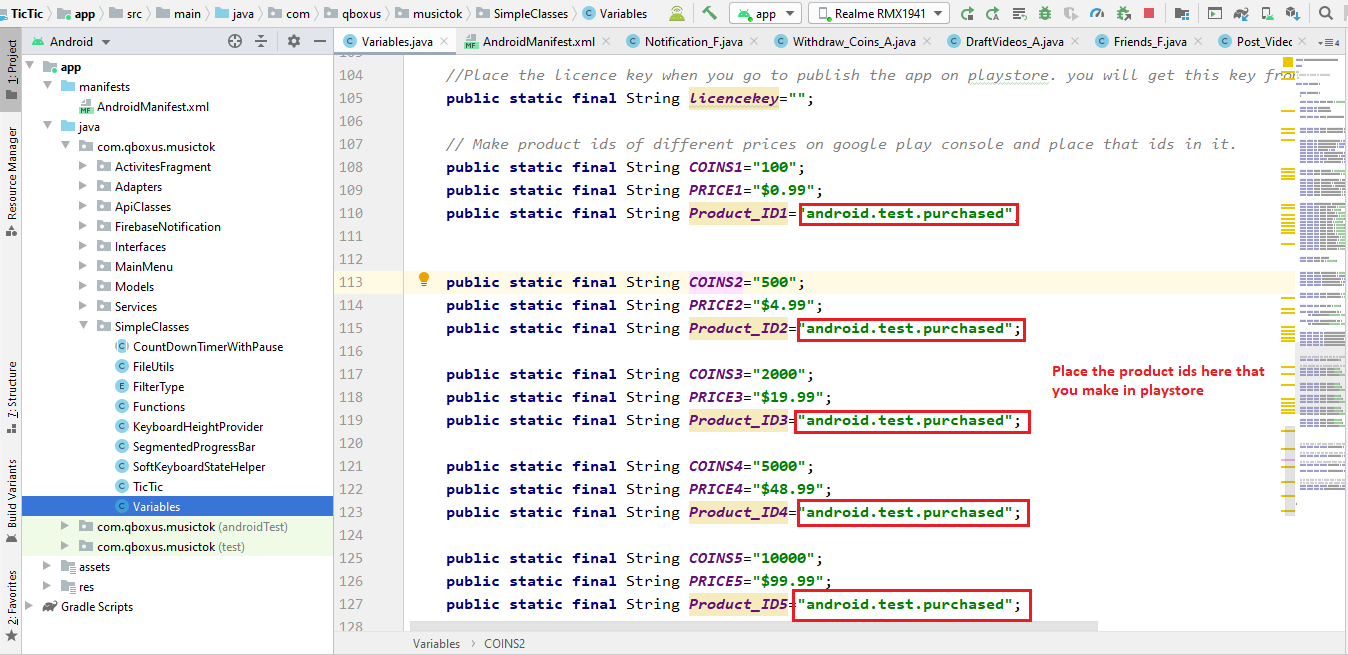 TicTic app src main java com qboxus musictok SimpleClasses Variables app Realme RMX1941
Android
Variables.java AndroidManifest.xml Notification_F.java Withdraw_Coins_A.java DraftVideos_A.java Friends_F.java Post_Video
1: Project
Resource Manager
7: Structure
Build Variants
2: Favorites
app
manifests
AndroidManifest.xml
java
com.qboxus.musictok
ActivitesFragment
Adapters
ApiClasses
FirebaseNotification
Interfaces
MainMenu
Models
Services
SimpleClasses
CountDownTimerWithPause
FileUtils
FilterType
Functions
KeyboardHeightProvider
SegmentedProgressBar
SoftKeyboardStateHelper
TicTic
Variables
com.qboxus.musictok (androidTest)
com.qboxus.musictok (test)
assets
res
Gradle Scripts
104 //Place the licence key when you go to publish the app on playstore. you will get this key from
105 public static final String licencekey="";
106
107 // Make product ids of different prices on google play console and place that ids in it.
108 public static final String COINS1="100";
109 public static final String PRICE1="$0.99";
110 public static final String Product_ID1="android.test.purchased"
111
112
113 public static final String COINS2="500";
114 public static final String PRICE2="$4.99";
115 public static final String Product_ID2="android.test.purchased";
116
117 public static final String COINS3="2000";
118 public static final String PRICE3="$19.99";
119 public static final String Product_ID3="android.test.purchased";
120
121 public static final String COINS4="5000";
122 public static final String PRICE4="$48.99";
123 public static final String Product_ID4="android.test.purchased";
124
125 public static final String COINS5="10000";
126 public static final String PRICE5="$99.99";
127 public static final String Product_ID5="android.test.purchased";
128
Place the product ids here that
you make in playstore
Variables COINS2